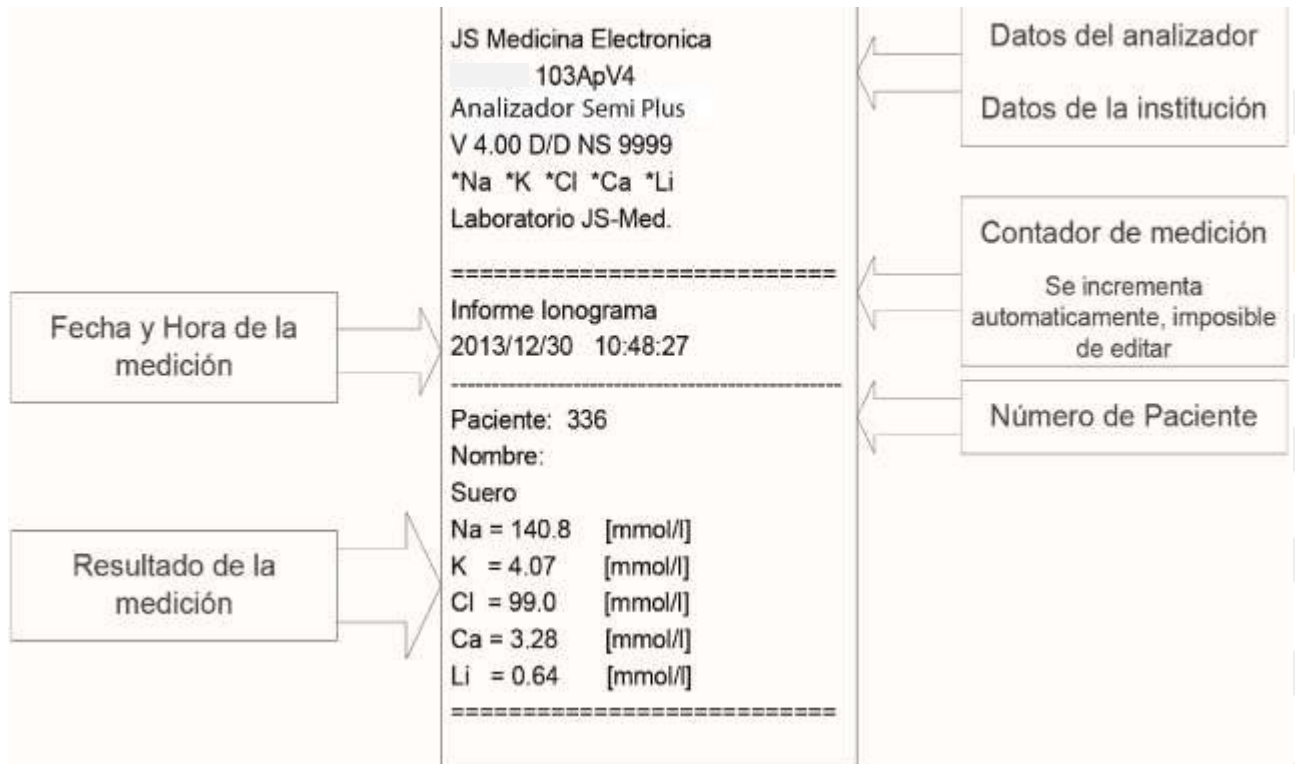 JS Medicina Electronica
103ApV4
Analizador Semi Plus
V 4.00 D/D NS 9999
*Na *K *Cl *Ca *Li
Laboratorio JS-Med.
===========================
Informe Ionograma
2013/12/30 10:48:27
------------------------------------------------
Paciente: 336
Nombre:
Suero
Na = 140.8 [mmol/l]
K = 4.07 [mmol/l]
Cl = 99.0 [mmol/l]
Ca = 3.28 [mmol/l]
Li = 0.64 [mmol/l]
===========================
Fecha y Hora de la
medición
Resultado de la
medición
Datos del analizador
Datos de la institución
Contador de medición
Se incrementa
automaticamente, imposible
de editar
Número de Paciente